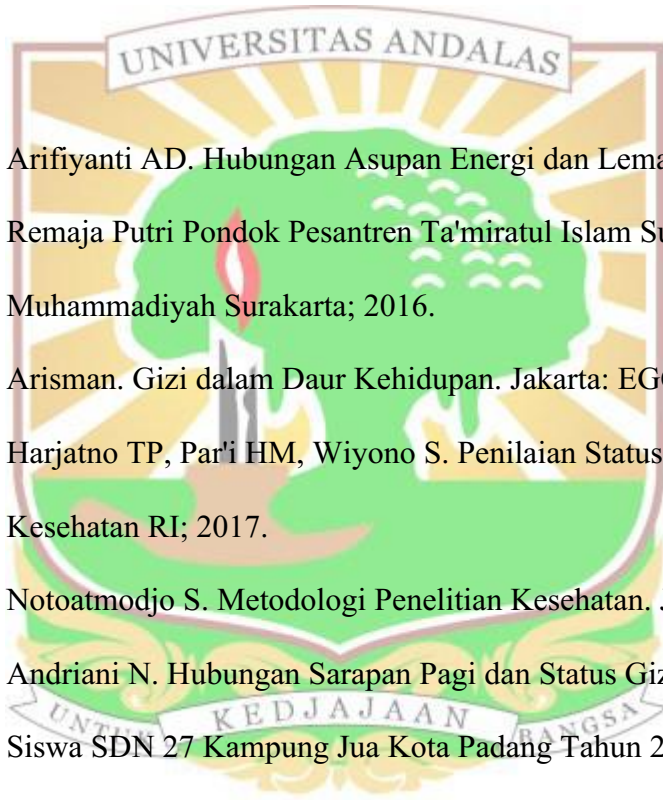 UNIVERSITAS ANDALAS
Arifiyanti AD. Hubungan Asupan Energi dan Lema
Remaja Putri Pondok Pesantren Ta'miratul Islam Su
Muhammadiyah Surakarta; 2016.
Arisman. Gizi dalam Daur Kehidupan. Jakarta: EG
Harjatno TP, Par'i HM, Wiyono S. Penilaian Status
Kesehatan RI; 2017.
Notoatmodjo S. Metodologi Penelitian Kesehatan.
Andriani N. Hubungan Sarapan Pagi dan Status Giz
UNTUK KEDJAJAAN BANGSA
Siswa SDN 27 Kampung Jua Kota Padang Tahun 2